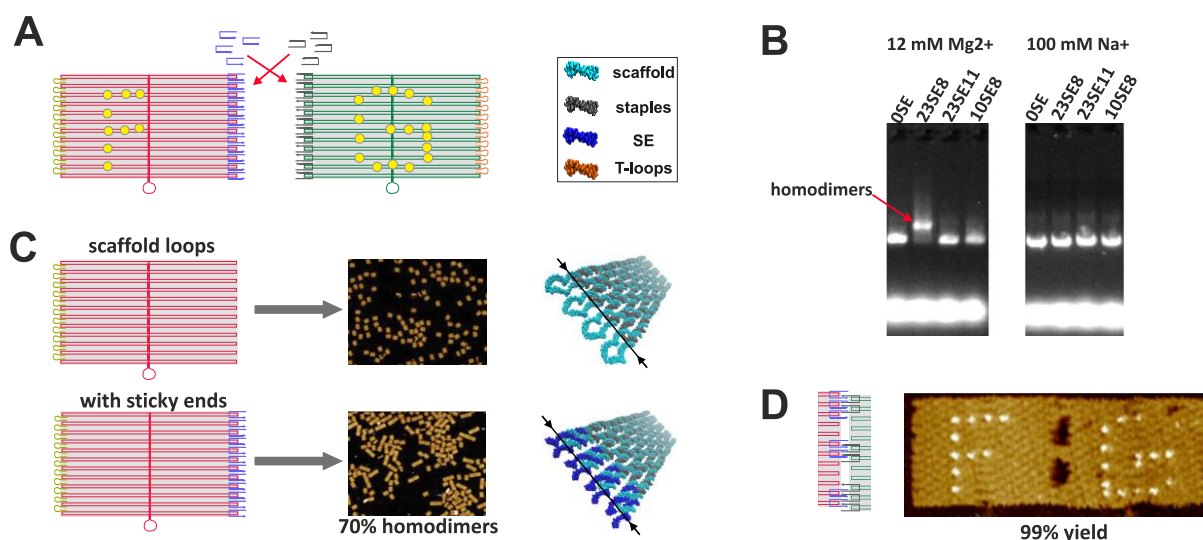 A
scaffold
staples
SE
T-loops
B
12 mM Mg2+
100 mM Na+
0SE
23SE8
23SE11
10SE8
0SE
23SE8
23SE11
10SE8
homodimers
C
scaffold loops
with sticky ends
70% homodimers
D
99% yield